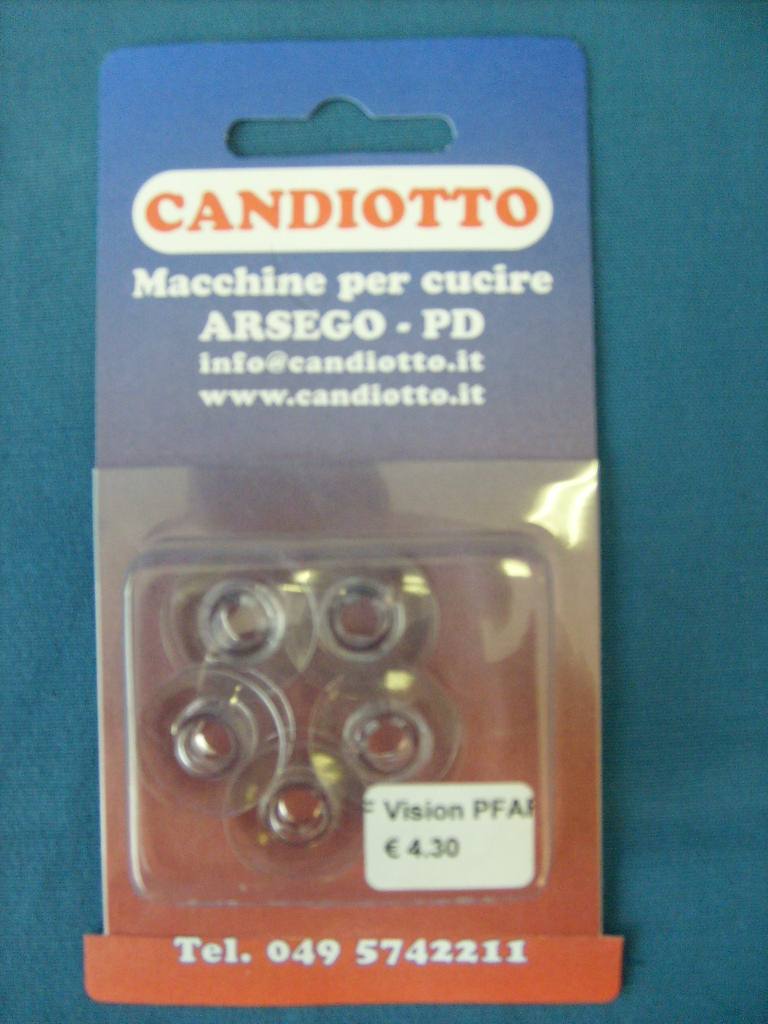 CANDIOTTO
Macchine per cucire
ARSEGO - PD
info@candiotto.it
www.candiotto.it
Vision PFAF
€ 4.30
Tel. 049 5742211